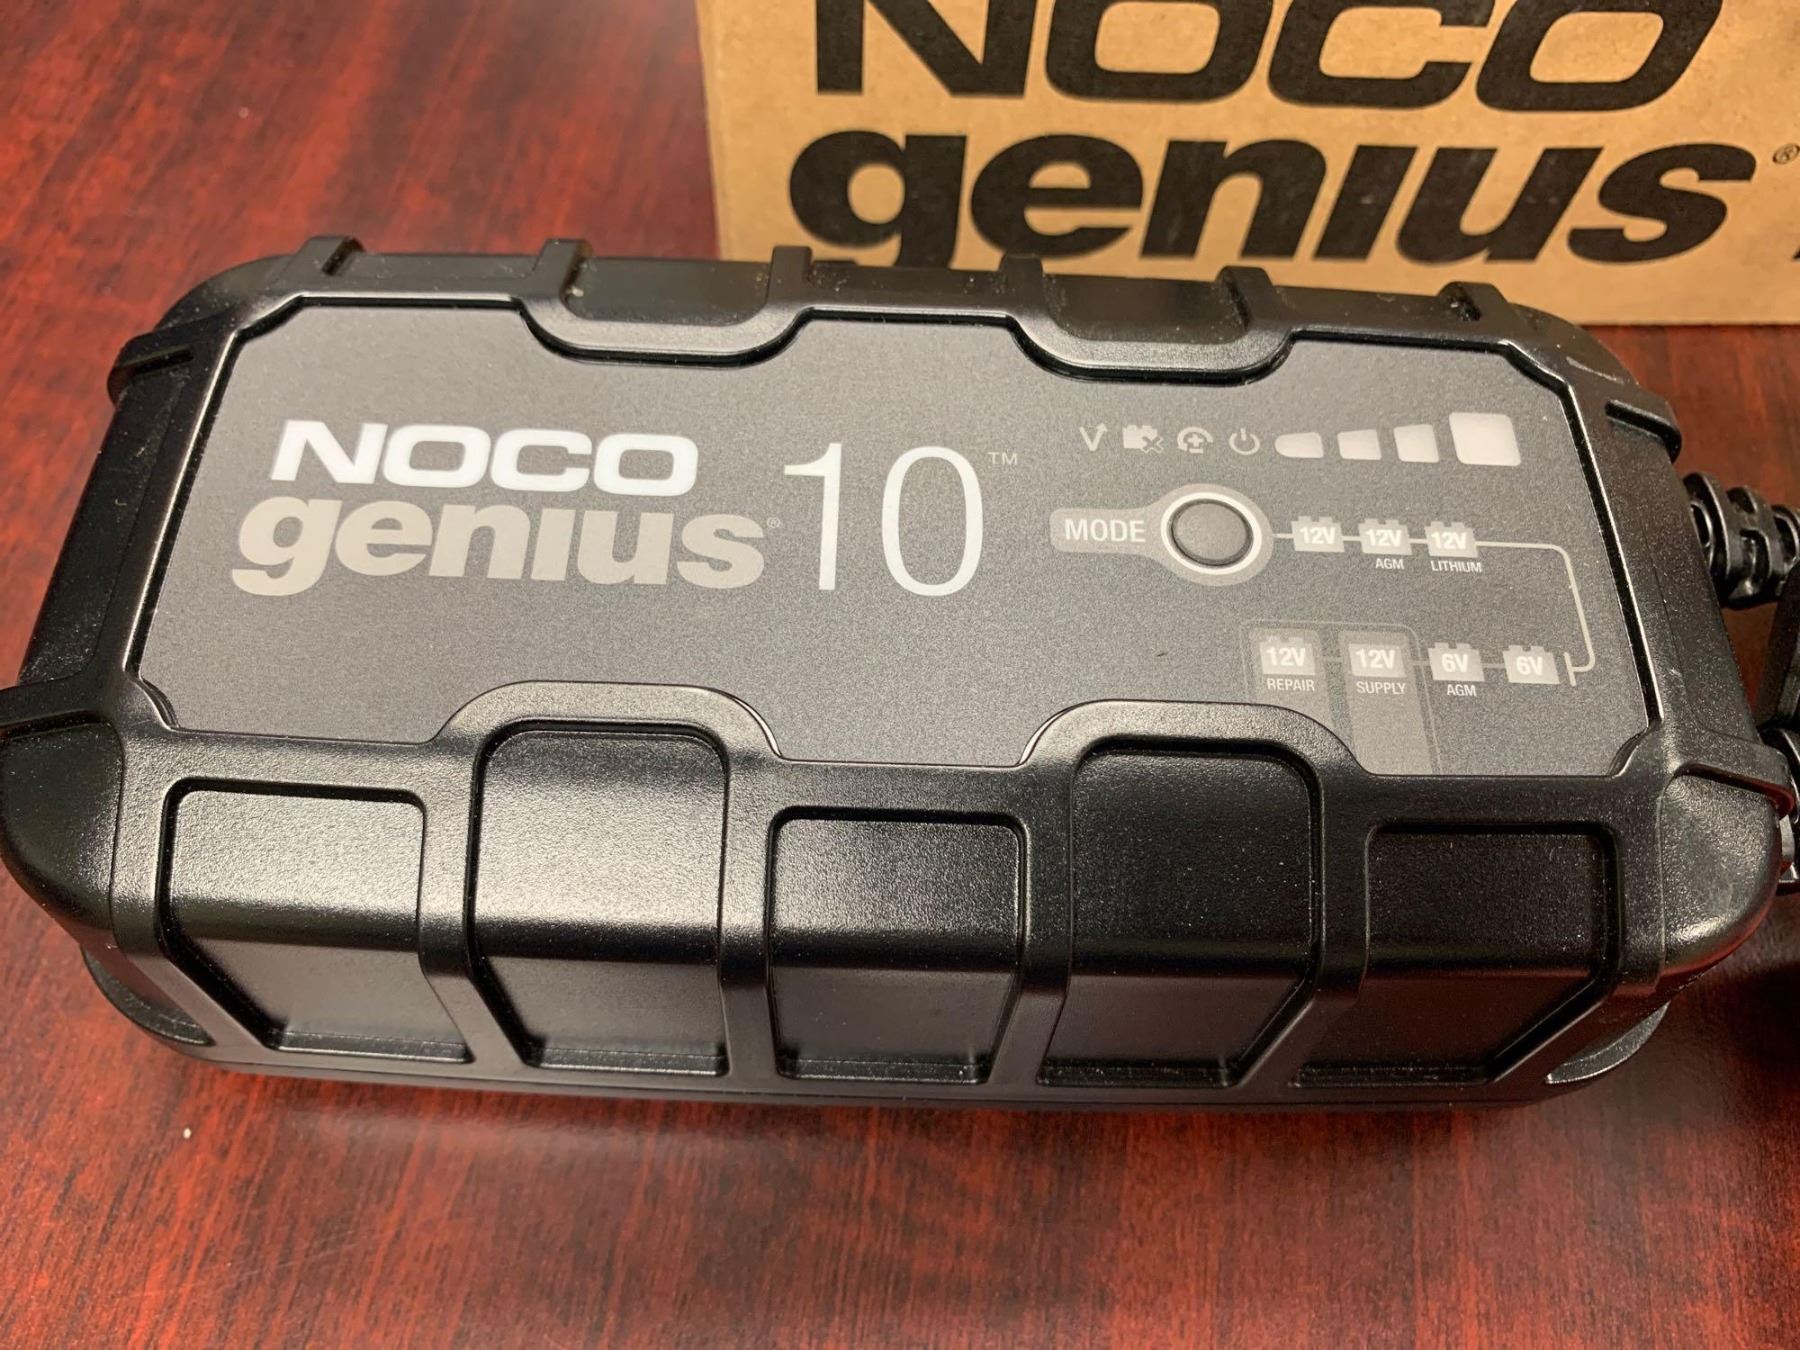 NOCO
genius®
NOCO
genius® 10™
MODE
12V 12V 12V
AGM LITHIUM
12V 12V 6V 6V
REPAIR SUPPLY AGM